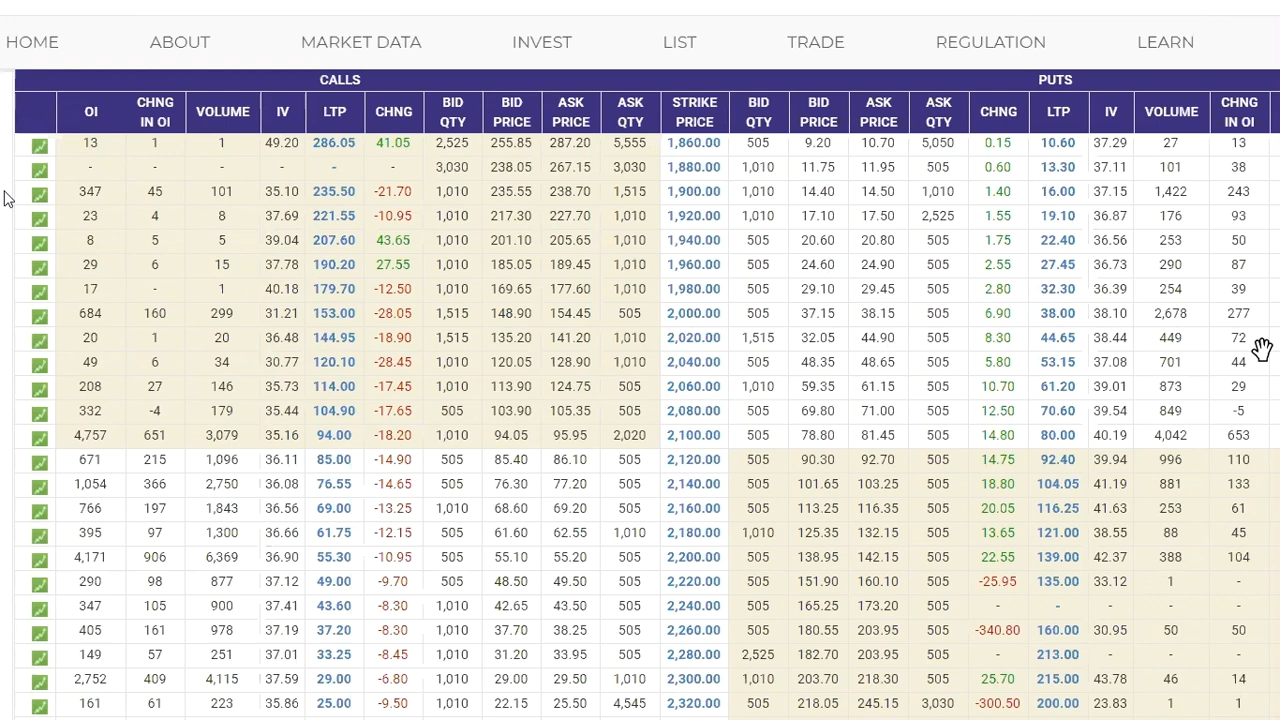 HOME ABOUT MARKET DATA INVEST LIST TRADE REGULATION LEARN
CALLS PUTS
OI CHNG IN OI VOLUME IV LTP CHNG BID QTY BID PRICE ASK PRICE ASK QTY STRIKE PRICE BID QTY BID PRICE ASK PRICE ASK QTY CHNG LTP IV VOLUME CHNG IN OI
13 1 1 49.20 286.05 41.05 2,525 255.85 287.20 5,555 1,860.00 505 9.20 10.70 5,050 0.15 10.60 37.29 27 13
- - - - - - 3,030 238.05 267.15 3,030 1,880.00 1,010 11.75 11.95 505 0.60 13.30 37.11 101 38
347 45 101 35.10 235.50 -21.70 1,010 235.55 238.70 1,515 1,900.00 1,010 14.40 14.50 1,010 1.40 16.00 37.15 1,422 243
23 4 8 37.69 221.55 -10.95 1,010 217.30 227.70 1,010 1,920.00 1,010 17.10 17.50 2,525 1.55 19.10 36.87 176 93
8 5 5 39.04 207.60 43.65 1,010 201.10 205.65 1,010 1,940.00 505 20.60 20.80 505 1.75 22.40 36.56 253 50
29 6 15 37.78 190.20 27.55 1,010 185.05 189.45 1,010 1,960.00 505 24.60 24.90 505 2.55 27.45 36.73 290 87
17 - 1 40.18 179.70 -12.50 1,010 169.65 177.60 1,010 1,980.00 505 29.10 29.45 505 2.80 32.30 36.39 254 39
684 160 299 31.21 153.00 -28.05 1,515 148.90 154.45 505 2,000.00 505 37.15 38.15 505 6.90 38.00 38.10 2,678 277
20 1 20 36.48 144.95 -18.90 1,515 135.20 141.20 1,010 2,020.00 1,515 32.05 44.90 505 8.30 44.65 38.44 449 72
49 6 34 30.77 120.10 -28.45 1,010 120.05 128.90 1,010 2,040.00 505 48.35 48.65 505 5.80 53.15 37.08 701 44
208 27 146 35.73 114.00 -17.45 1,010 113.90 124.75 505 2,060.00 1,010 59.35 61.15 505 10.70 61.20 39.01 873 29
332 -4 179 35.44 104.90 -17.65 505 103.90 105.35 505 2,080.00 505 69.80 71.00 505 12.50 70.60 39.54 849 -5
4,757 651 3,079 35.16 94.00 -18.20 1,010 94.05 95.95 2,020 2,100.00 505 78.80 81.45 505 14.80 80.00 40.19 4,042 653
671 215 1,096 36.11 85.00 -14.90 505 85.40 86.10 505 2,120.00 505 90.30 92.70 505 14.75 92.40 39.94 996 110
1,054 366 2,750 36.08 76.55 -14.65 505 76.30 77.20 505 2,140.00 505 101.65 103.25 505 18.80 104.05 41.19 881 133
766 197 1,843 36.56 69.00 -13.25 505 68.60 69.20 505 2,160.00 505 113.25 116.35 505 20.05 116.25 41.63 253 61
395 97 1,300 36.66 61.75 -12.15 505 61.60 62.55 1,010 2,180.00 1,010 125.35 132.15 505 13.65 121.00 38.55 88 45
4,171 906 6,369 36.90 55.30 -10.95 505 55.10 55.20 505 2,200.00 505 138.95 142.15 505 22.55 139.00 42.37 388 104
290 98 877 37.12 49.00 -9.70 505 48.50 49.50 505 2,220.00 505 151.90 160.10 505 -25.95 135.00 33.12 1 -
347 105 900 37.41 43.60 -8.30 1,010 42.65 43.50 505 2,240.00 505 165.25 173.20 505 - - - - -
405 161 978 37.19 37.20 -8.30 1,010 37.70 38.25 505 2,260.00 505 180.55 203.95 505 -340.80 160.00 30.95 50 50
149 57 251 37.01 33.25 -8.45 1,010 31.20 33.95 505 2,280.00 2,525 182.70 203.95 505 - 213.00 - - -
2,752 409 4,115 37.59 29.00 -6.80 1,010 29.00 29.50 1,010 2,300.00 1,010 203.70 218.30 505 25.70 215.00 43.78 46 14
161 61 223 35.86 25.00 -9.50 1,010 22.15 25.50 4,545 2,320.00 505 218.05 245.15 3,030 -300.50 200.00 23.83 1 1